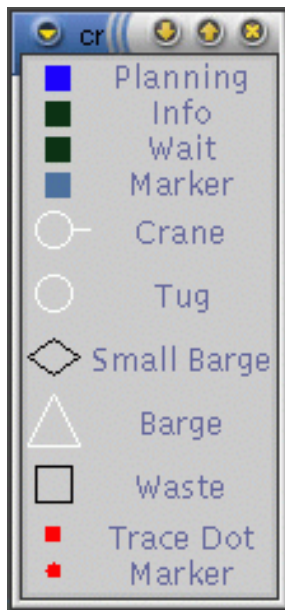 cr
Planning
Info
Wait
Marker
Crane
Tug
Small Barge
Barge
Waste
Trace Dot
Marker